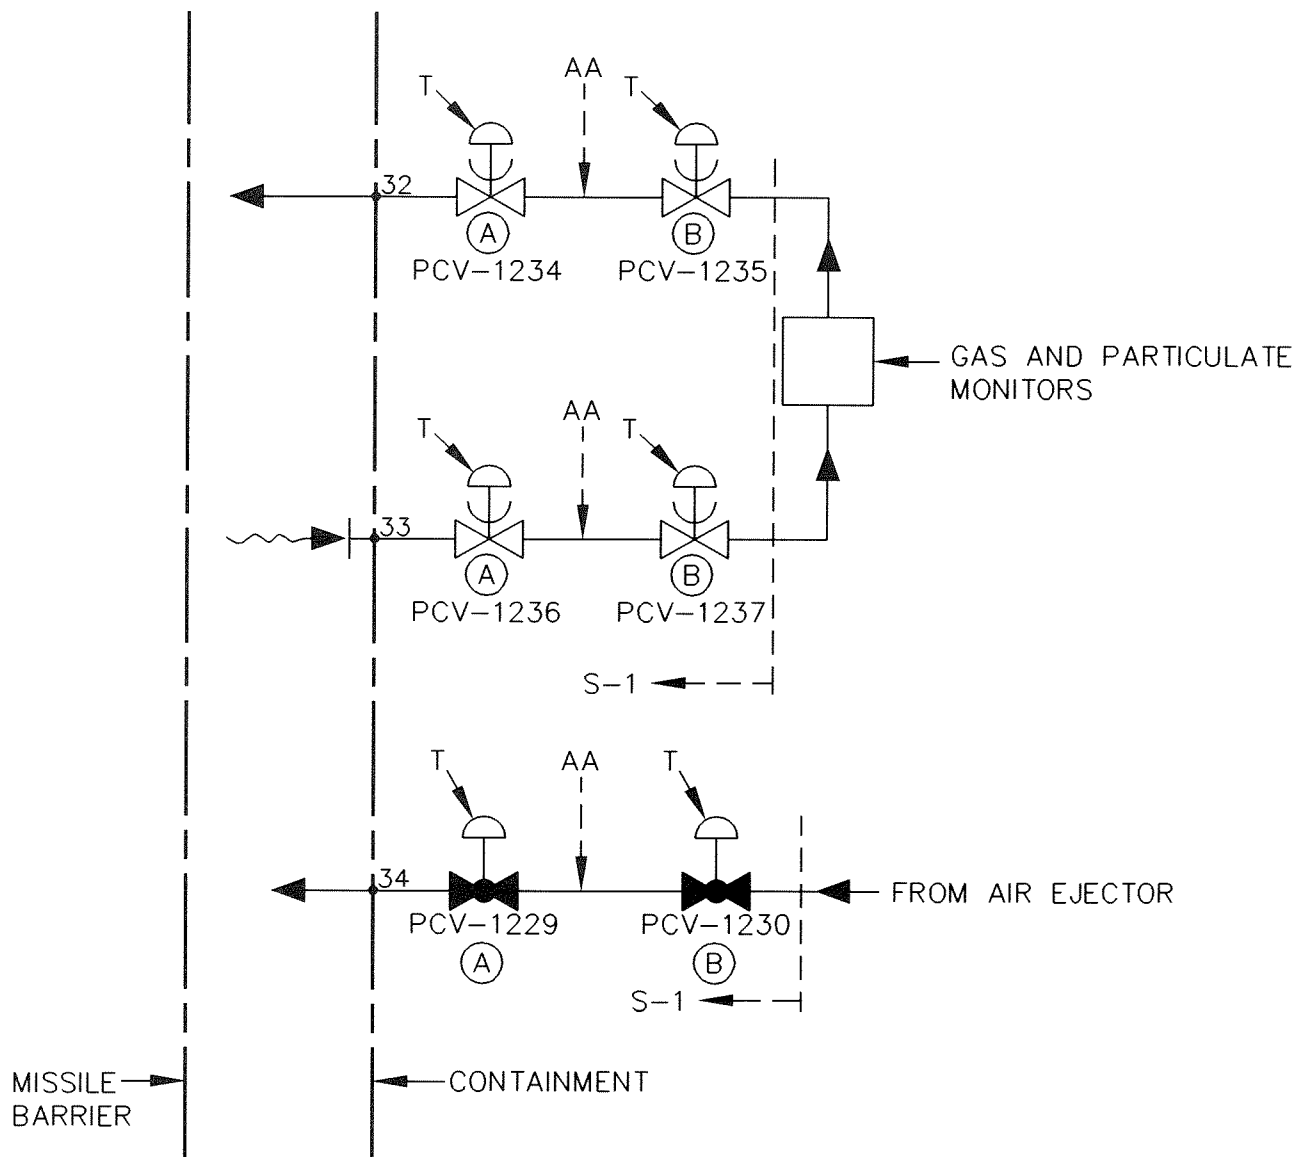 AA
T
T
32
A
B
PCV-1234
PCV-1235
GAS AND PARTICULATE
MONITORS
AA
T
T
33
A
B
PCV-1236
PCV-1237
S-1
T
AA
T
34
FROM AIR EJECTOR
PCV-1229
PCV-1230
A
B
S-1
MISSILE
BARRIER
CONTAINMENT